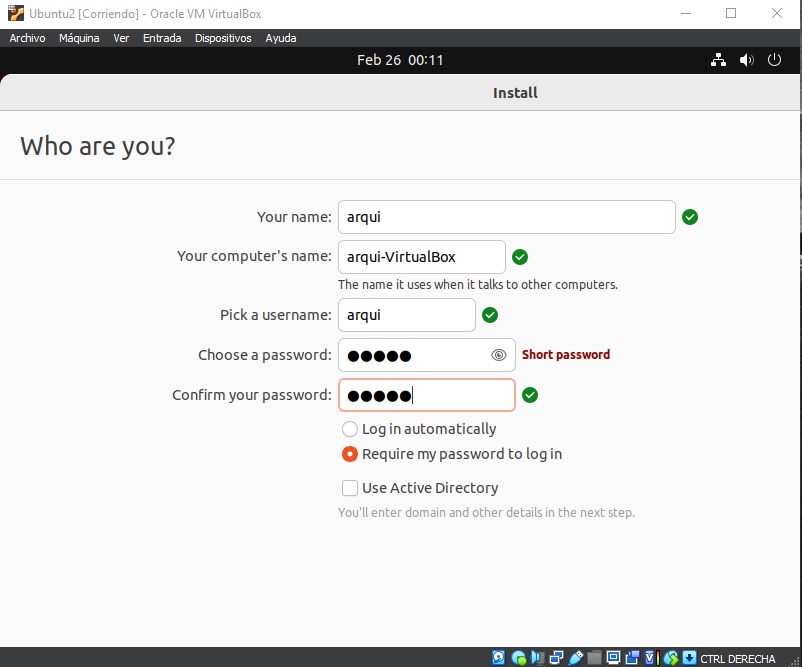 Ubuntu2 [Corriendo] - Oracle VM VirtualBox
Archivo Máquina Ver Entrada Dispositivos Ayuda
Feb 26 00:11
Install
Who are you?
Your name: arqui
Your computer's name: arqui-VirtualBox
The name it uses when it talks to other computers.
Pick a username: arqui
Choose a password: ●●●●● Short password
Confirm your password: ●●●●●
Log in automatically
Require my password to log in
Use Active Directory
You'll enter domain and other details in the next step.
CTRL DERECHA